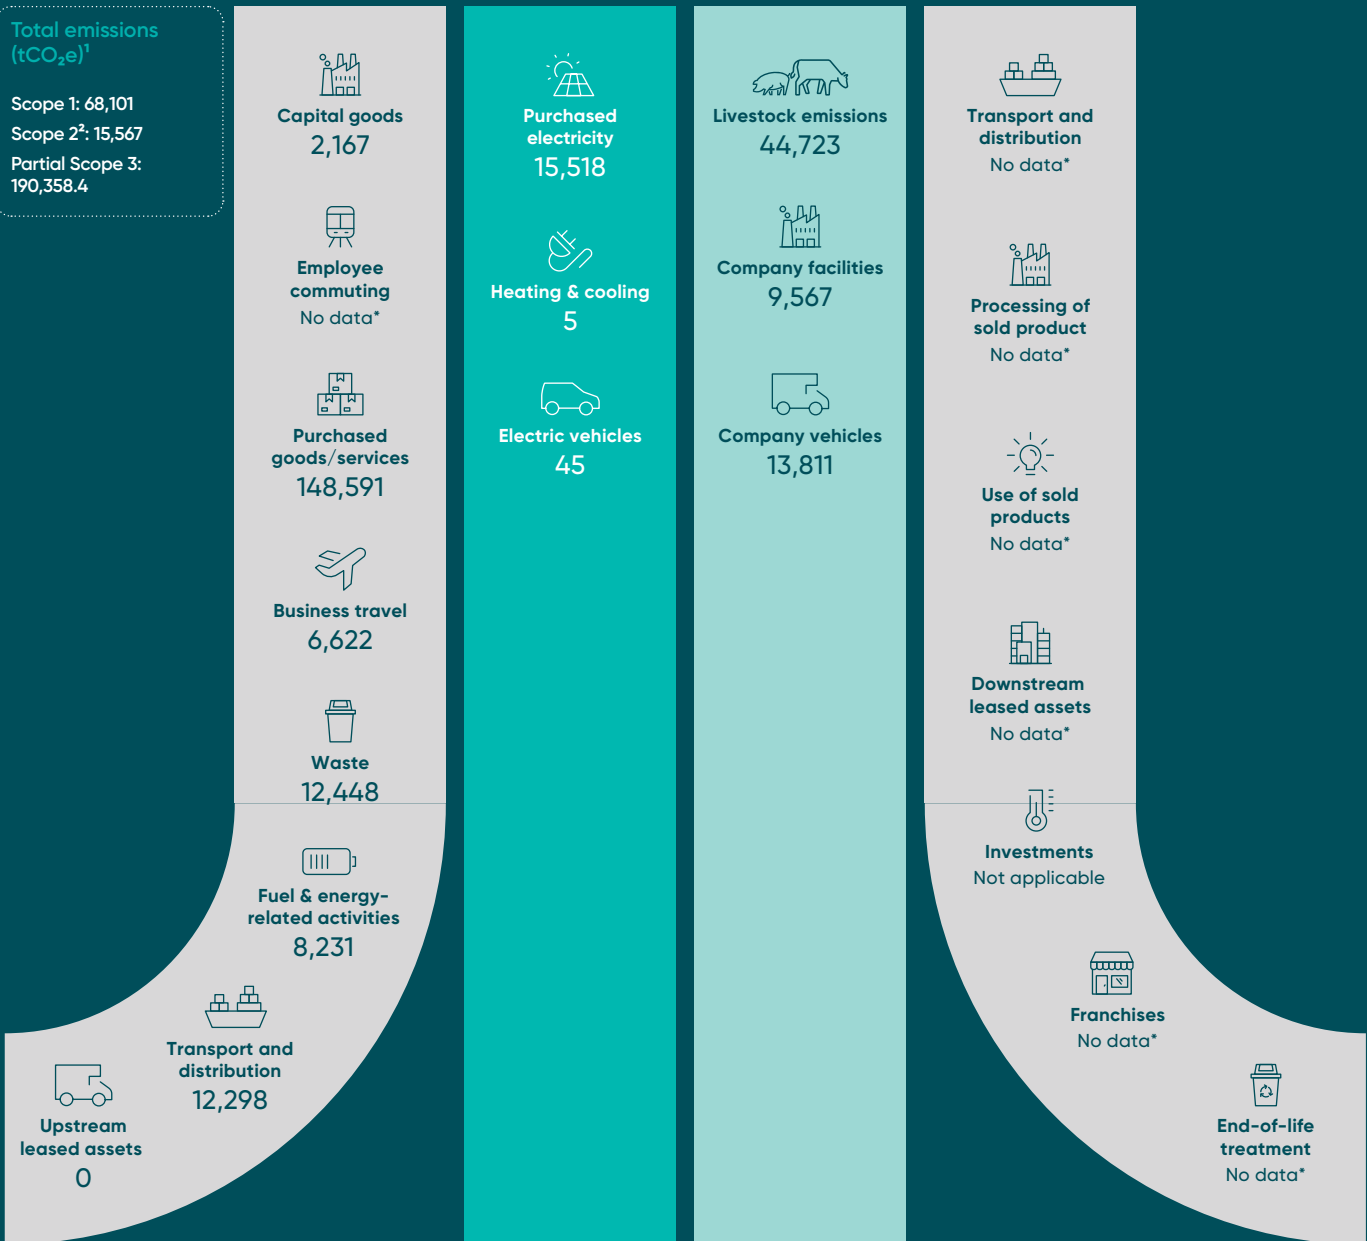 Total emissions
(tCO₂e)¹
Scope 1: 68,101
Scope 2²: 15,567
Partial Scope 3:
190,358.4
Capital goods
2,167
Employee
commuting
No data*
Purchased
goods/services
148,591
Business travel
6,622
Waste
12,448
Fuel & energy-
related activities
8,231
Transport and
distribution
12,298
Upstream
leased assets
0
Purchased
electricity
15,518
Heating & cooling
5
Electric vehicles
45
Livestock emissions
44,723
Company facilities
9,567
Company vehicles
13,811
Transport and
distribution
No data*
Processing of
sold product
No data*
Use of sold
products
No data*
Downstream
leased assets
No data*
Investments
Not applicable
Franchises
No data*
End-of-life
treatment
No data*